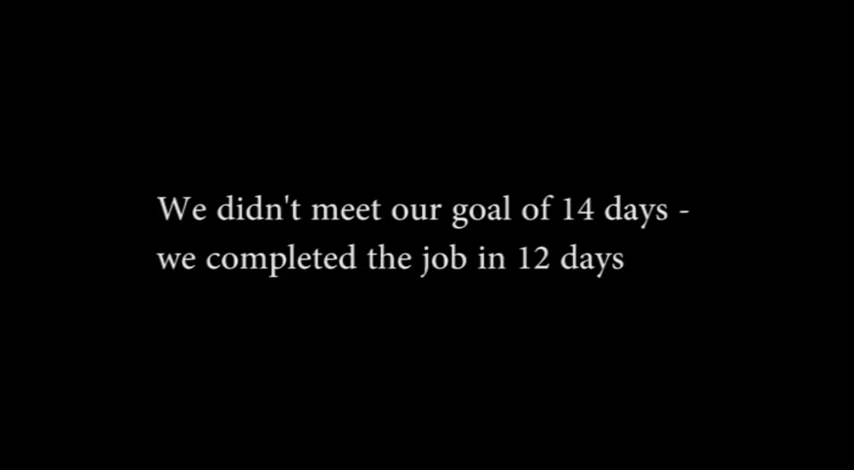 We didn't meet our goal of 14 days -
we completed the job in 12 days